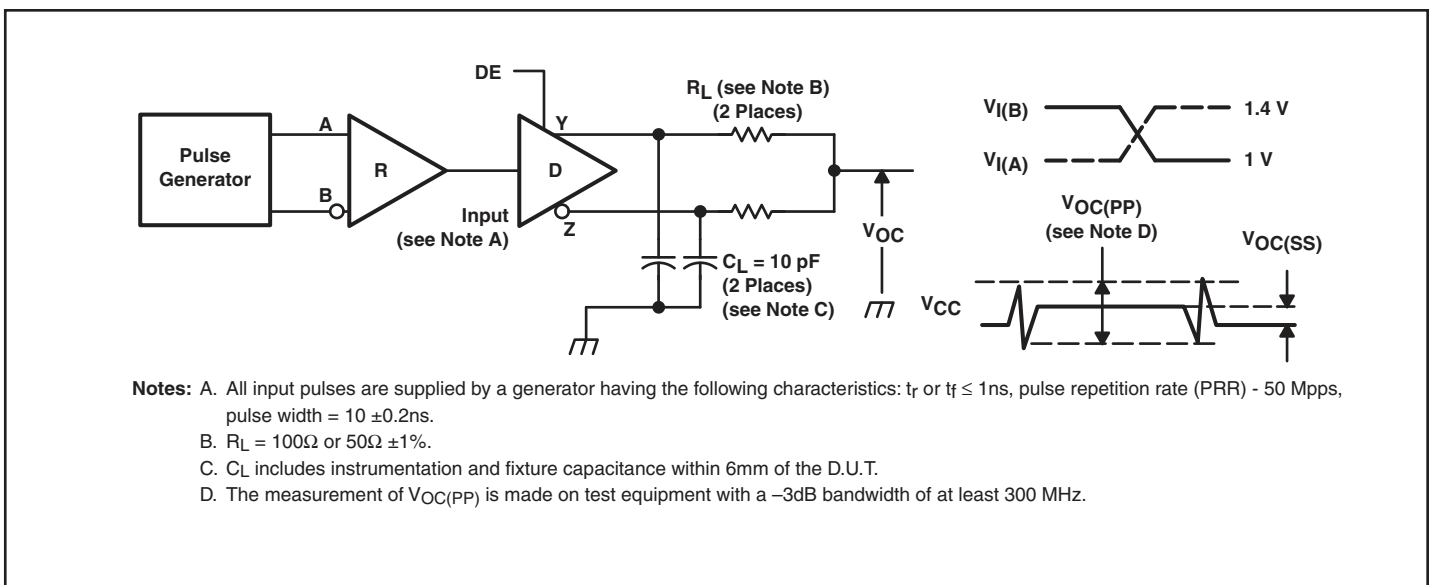 DE
RL (see Note B)
(2 Places)
Pulse
Generator
A
B
R
Y
D
Z
Input
(see Note A)
CL = 10 pF
(2 Places)
(see Note C)
VOC
VI(B)
1.4 V
VI(A)
1 V
VOC(PP)
(see Note D)
VOC(SS)
VCC
Notes: A. All input pulses are supplied by a generator having the following characteristics: tr or tf ≤ 1ns, pulse repetition rate (PRR) - 50 Mpps,
pulse width = 10 ±0.2ns.
B. RL = 100Ω or 50Ω ±1%.
C. CL includes instrumentation and fixture capacitance within 6mm of the D.U.T.
D. The measurement of VOC(PP) is made on test equipment with a –3dB bandwidth of at least 300 MHz.